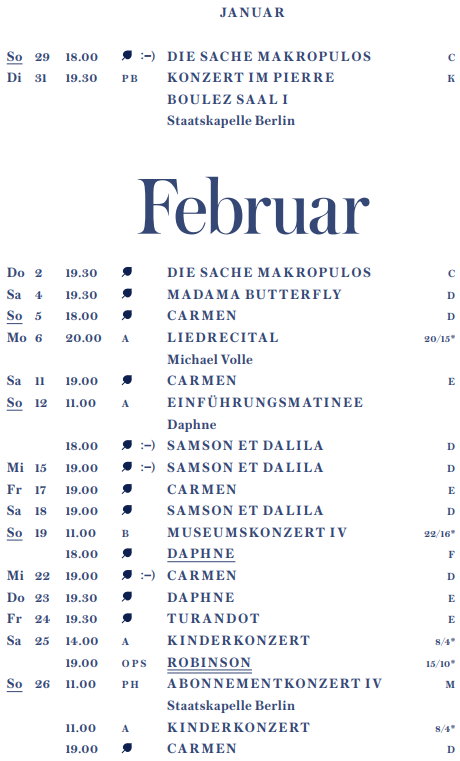 JANUAR
So 29 18.00 :–) DIE SACHE MAKROPULOS C
Di 31 19.30 PB KONZERT IM PIERRE K
BOULEZ SAAL I
Staatskapelle Berlin
Februar
Do 2 19.30 DIE SACHE MAKROPULOS C
Sa 4 19.30 MADAMA BUTTERFLY D
So 5 18.00 CARMEN D
Mo 6 20.00 A LIEDRECITAL 20/15*
Michael Volle
Sa 11 19.00 CARMEN E
So 12 11.00 A EINFÜHRUNGSMATINEE
Daphne
18.00 :–) SAMSON ET DALILA D
Mi 15 19.00 :–) SAMSON ET DALILA D
Fr 17 19.00 CARMEN E
Sa 18 19.00 SAMSON ET DALILA D
So 19 11.00 B MUSEUMSKONZERT IV 22/16*
18.00 DAPHNE F
Mi 22 19.00 :–) CARMEN D
Do 23 19.30 DAPHNE E
Fr 24 19.30 TURANDOT E
Sa 25 14.00 A KINDERKONZERT 8/4*
19.00 OPS ROBINSON 15/10*
So 26 11.00 PH ABONNEMENTKONZERT IV M
Staatskapelle Berlin
11.00 A KINDERKONZERT 8/4*
19.00 CARMEN D